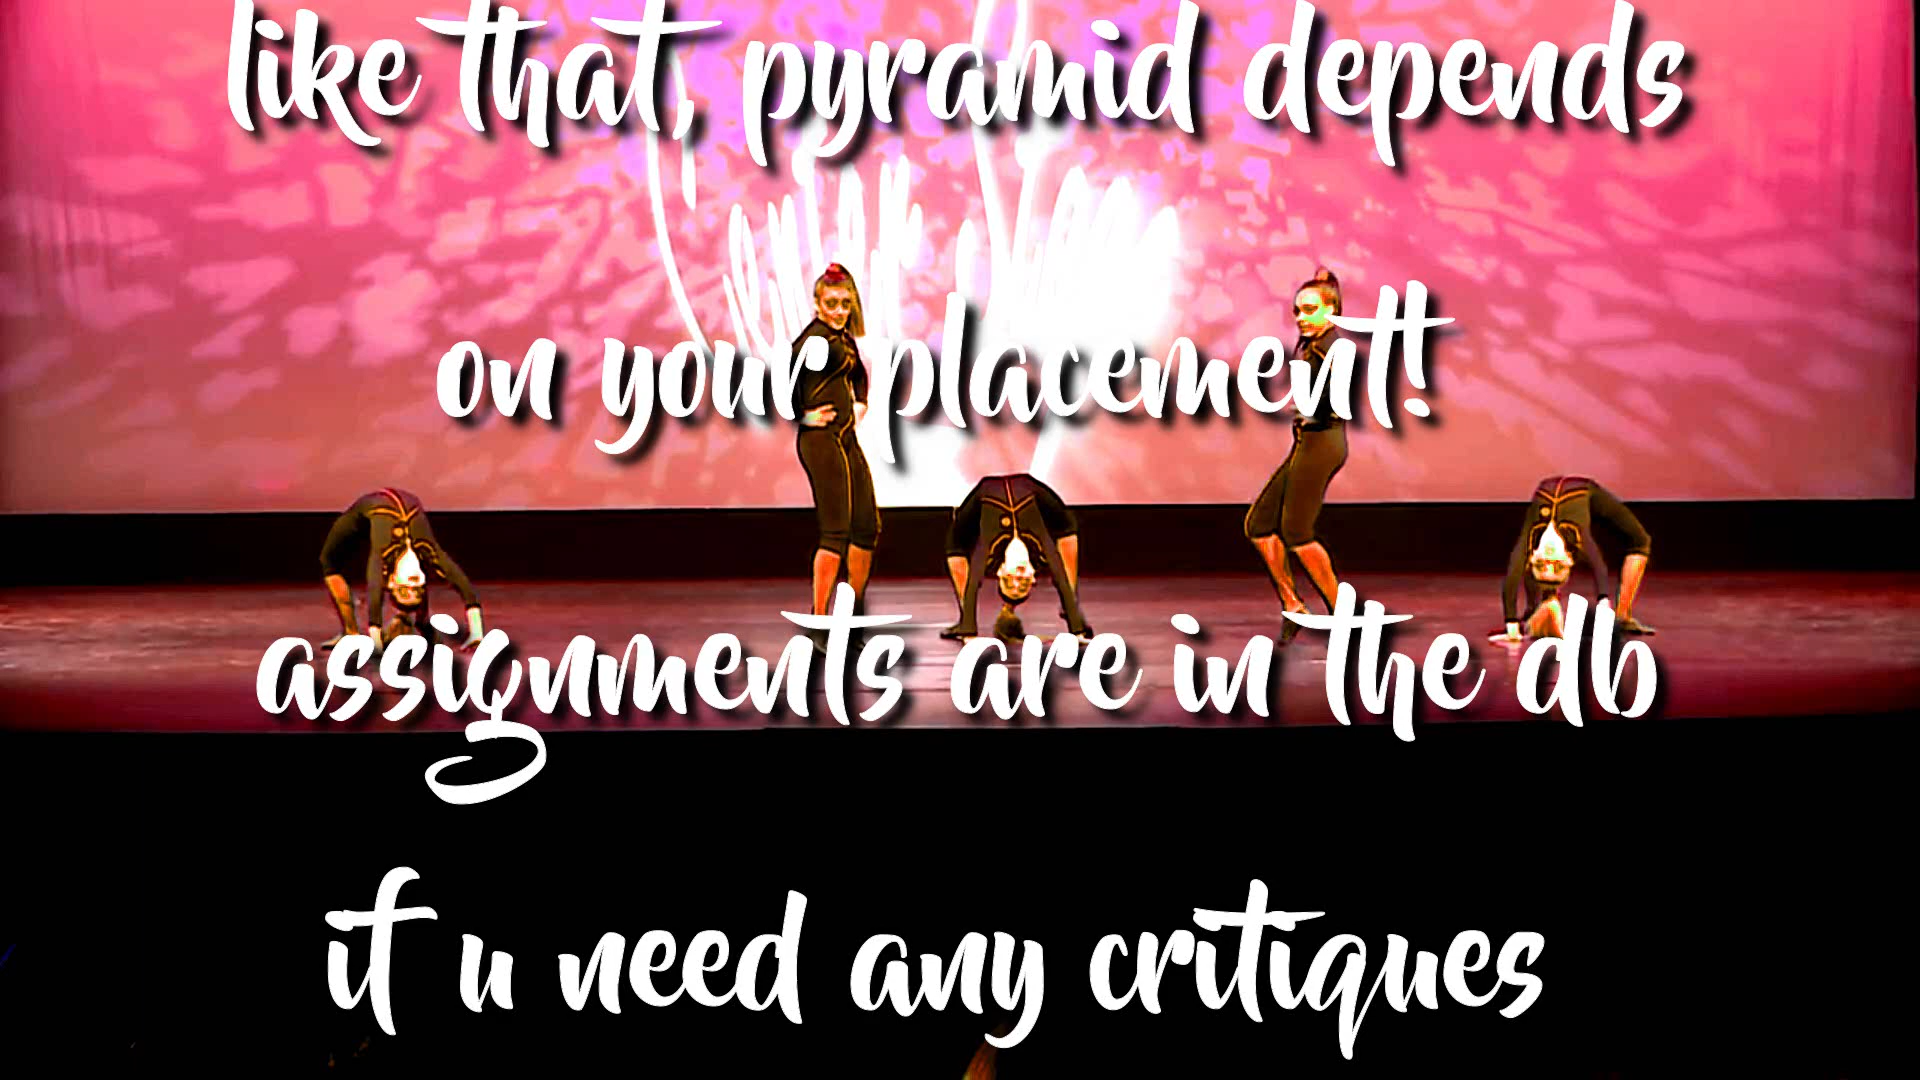 like that, pyramid depends
on your placement!
assignments are in the db
if u need any critiques